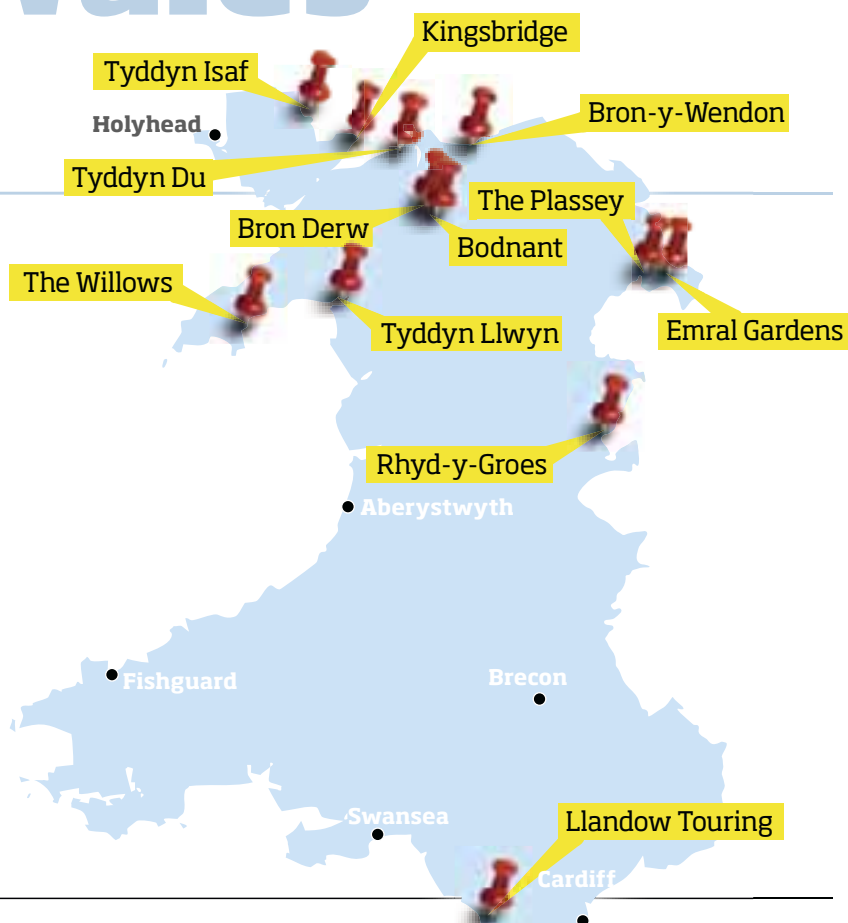 Wales
Kingsbridge
Tyddyn Isaf
Bron-y-Wendon
Holyhead
Tyddyn Du
The Plassey
Bron Derw
Bodnant
The Willows
Tyddyn Llwyn
Emral Gardens
Rhyd-y-Groes
Aberystwyth
Fishguard
Brecon
Swansea
Llandow Touring
Cardiff